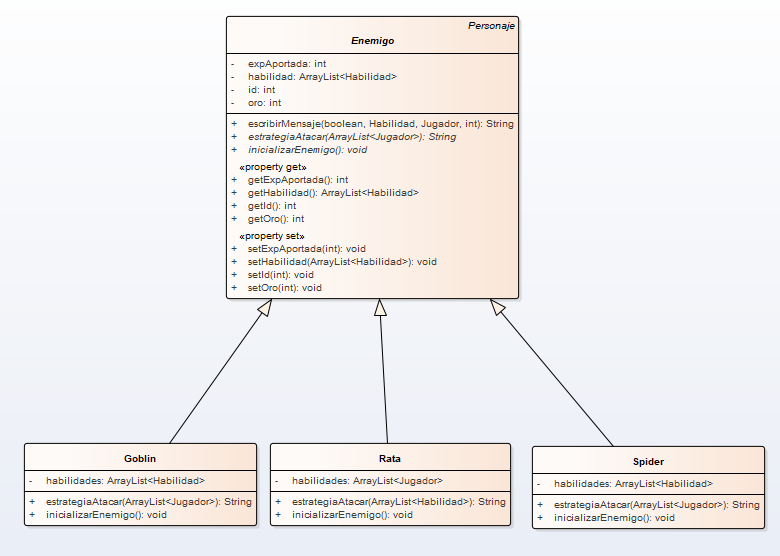 Personaje
Enemigo
- expAportada: int
- habilidad: ArrayList<Habilidad>
- id: int
- oro: int
+ escribirMensaje(boolean, Habilidad, Jugador, int): String
+ estrategiaAtacar(ArrayList<Jugador>): String
+ inicializarEnemigo(): void
«property get»
+ getExpAportada(): int
+ getHabilidad(): ArrayList<Habilidad>
+ getId(): int
+ getOro(): int
«property set»
+ setExpAportada(int): void
+ setHabilidad(ArrayList<Habilidad>): void
+ setId(int): void
+ setOro(int): void
Goblin
- habilidades: ArrayList<Habilidad>
+ estrategiaAtacar(ArrayList<Jugador>): String
+ inicializarEnemigo(): void
Rata
- habilidades: ArrayList<Jugador>
+ estrategiaAtacar(ArrayList<Habilidad>): String
+ inicializarEnemigo(): void
Spider
- habilidades: ArrayList<Habilidad>
+ estrategiaAtacar(ArrayList<Jugador>): String
+ inicializarEnemigo(): void